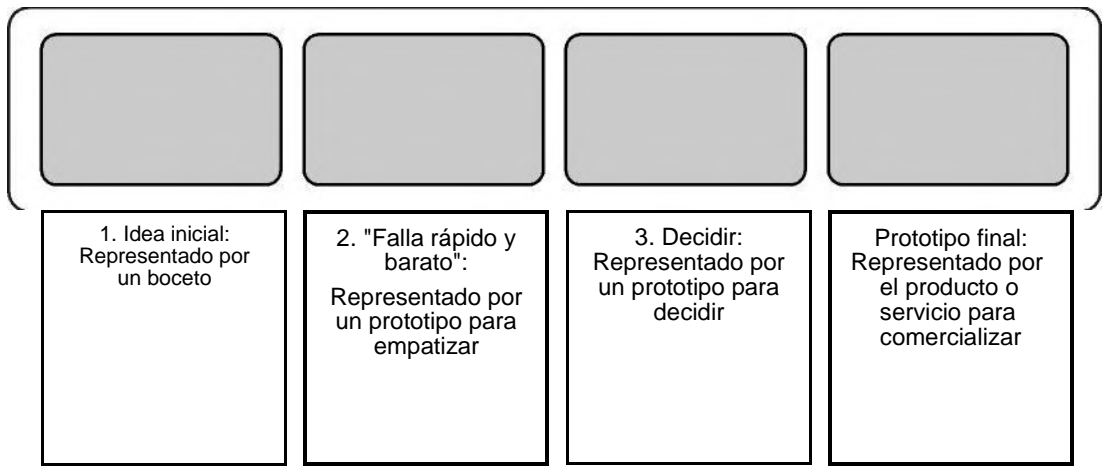 1. Idea inicial:
Representado por
un boceto
2. "Falla rápido y
barato":
Representado por
un prototipo para
empatizar
3. Decidir:
Representado por
un prototipo para
decidir
Prototipo final:
Representado por
el producto o
servicio para
comercializar